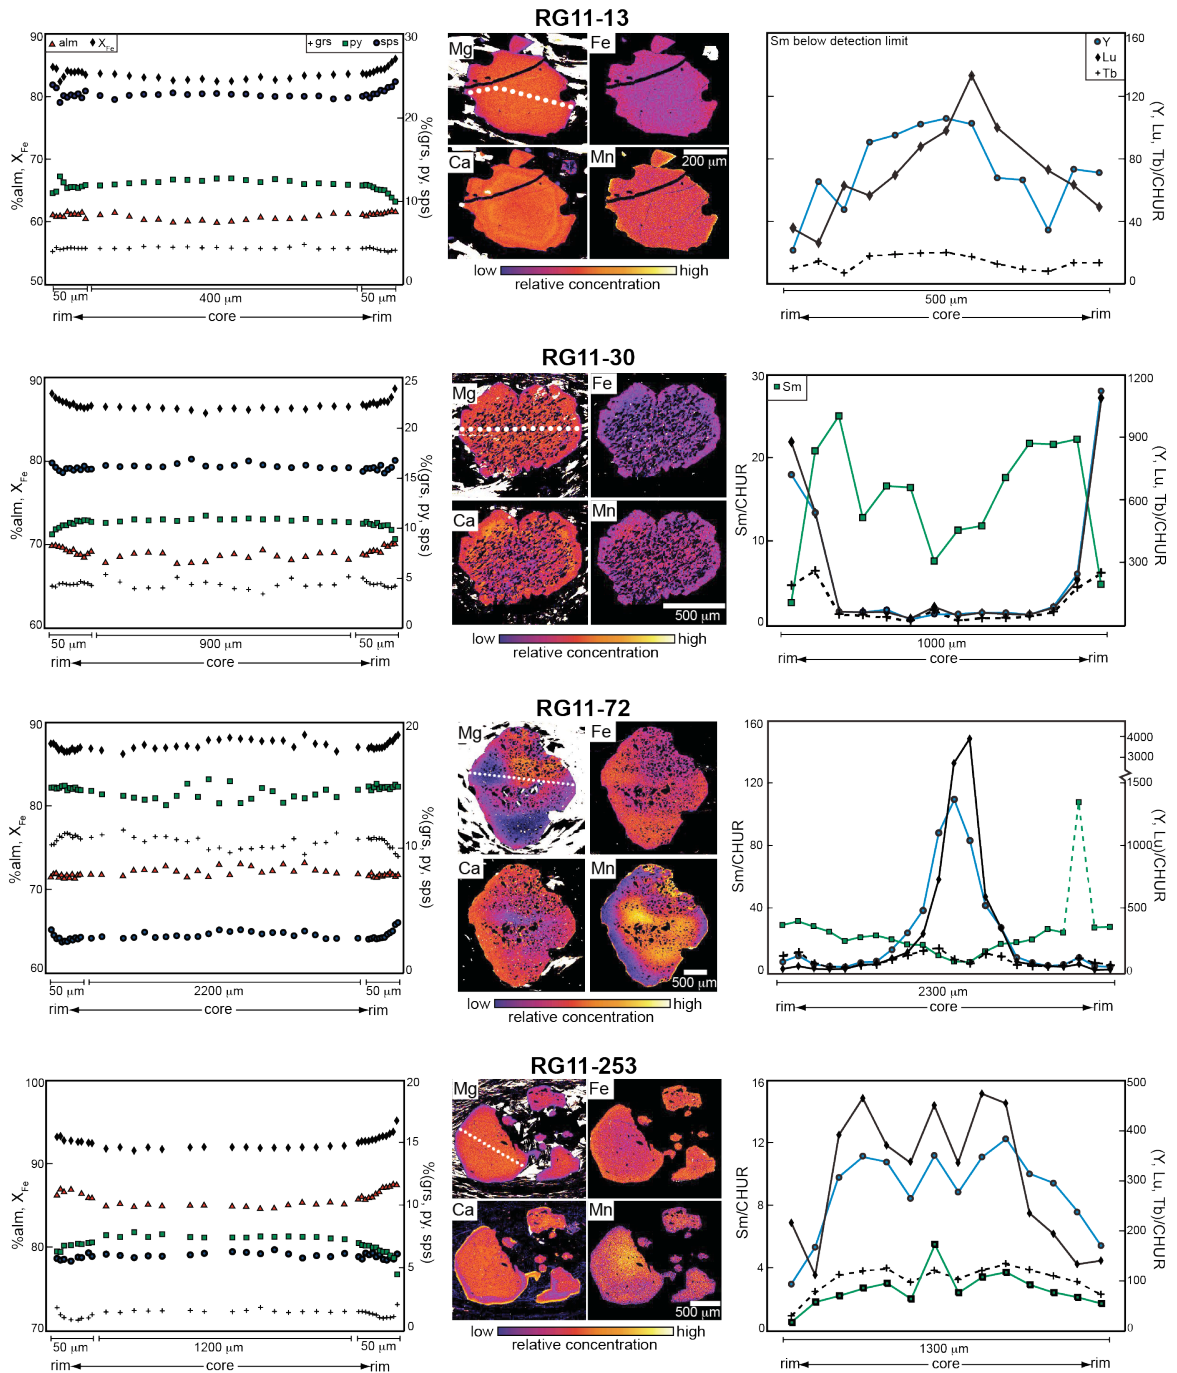 RG11-13
90
80
70
60
50
%alm, XFe
alm
XFe
grs
py
sps
30
20
10
0
%(grs, py, sps)
50 μm
400 μm
50 μm
rim
core
rim
Mg
Fe
Ca
Mn
200 μm
low
high
relative concentration
Sm below detection limit
Y
Lu
Tb
160
120
80
40
0
(Y, Lu, Tb)/CHUR
500 μm
rim
core
rim
RG11-30
90
80
70
60
%alm, XFe
25
20
15
10
5
0
%(grs, py, sps)
50 μm
900 μm
50 μm
rim
core
rim
Mg
Fe
Ca
Mn
500 μm
low
high
relative concentration
Sm
30
20
10
0
Sm/CHUR
1200
900
600
300
(Y, Lu, Tb)/CHUR
1000 μm
rim
core
rim
RG11-72
90
80
70
60
%alm, XFe
20
10
0
%(grs, py, sps)
50 μm
2200 μm
50 μm
rim
core
rim
Mg
Fe
Ca
Mn
500 μm
low
high
relative concentration
160
120
80
40
0
Sm/CHUR
4000
3000
1500
1000
500
0
(Y, Lu)/CHUR
2300 μm
rim
core
rim
RG11-253
100
90
80
70
%alm, XFe
20
15
10
5
0
%(grs, py, sps)
50 μm
1200 μm
50 μm
rim
core
rim
Mg
Fe
Ca
Mn
500 μm
low
high
relative concentration
16
12
8
4
0
Sm/CHUR
500
400
300
200
100
0
(Y, Lu, Tb)/CHUR
1300 μm
rim
core
rim